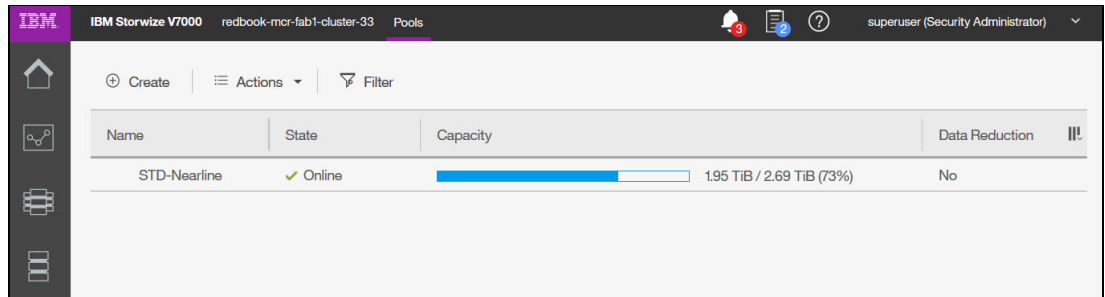 IBM. IBM Storwize V7000 redbook-mcr-fab1-cluster-33 Pools 3 2 ? superuser (Security Administrator)
Create Actions Filter
Name State Capacity Data Reduction
STD-Nearline Online 1.95 TiB / 2.69 TiB (73%) No